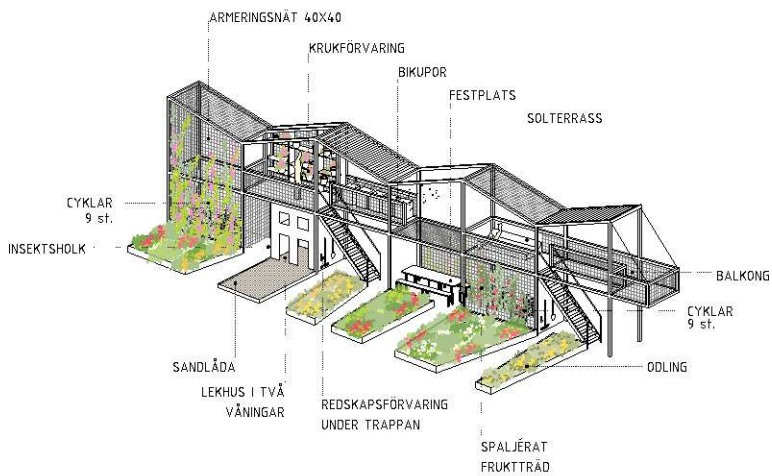 ARMERINGSNÄT 40X40
KRUKFÖRVARING
BIKUPOR
FESTPLATS
SOLTERRASS
CYKLAR
9 st.
INSEKTSHOLK
BALKONG
CYKLAR
9 st.
SANDLÅDA
LEKHUS I TVÅ
VÅNINGAR
REDSKAPSFÖRVARING
UNDER TRAPPAN
ODLING
SPALJÉRAT
FRUKTTRÄD